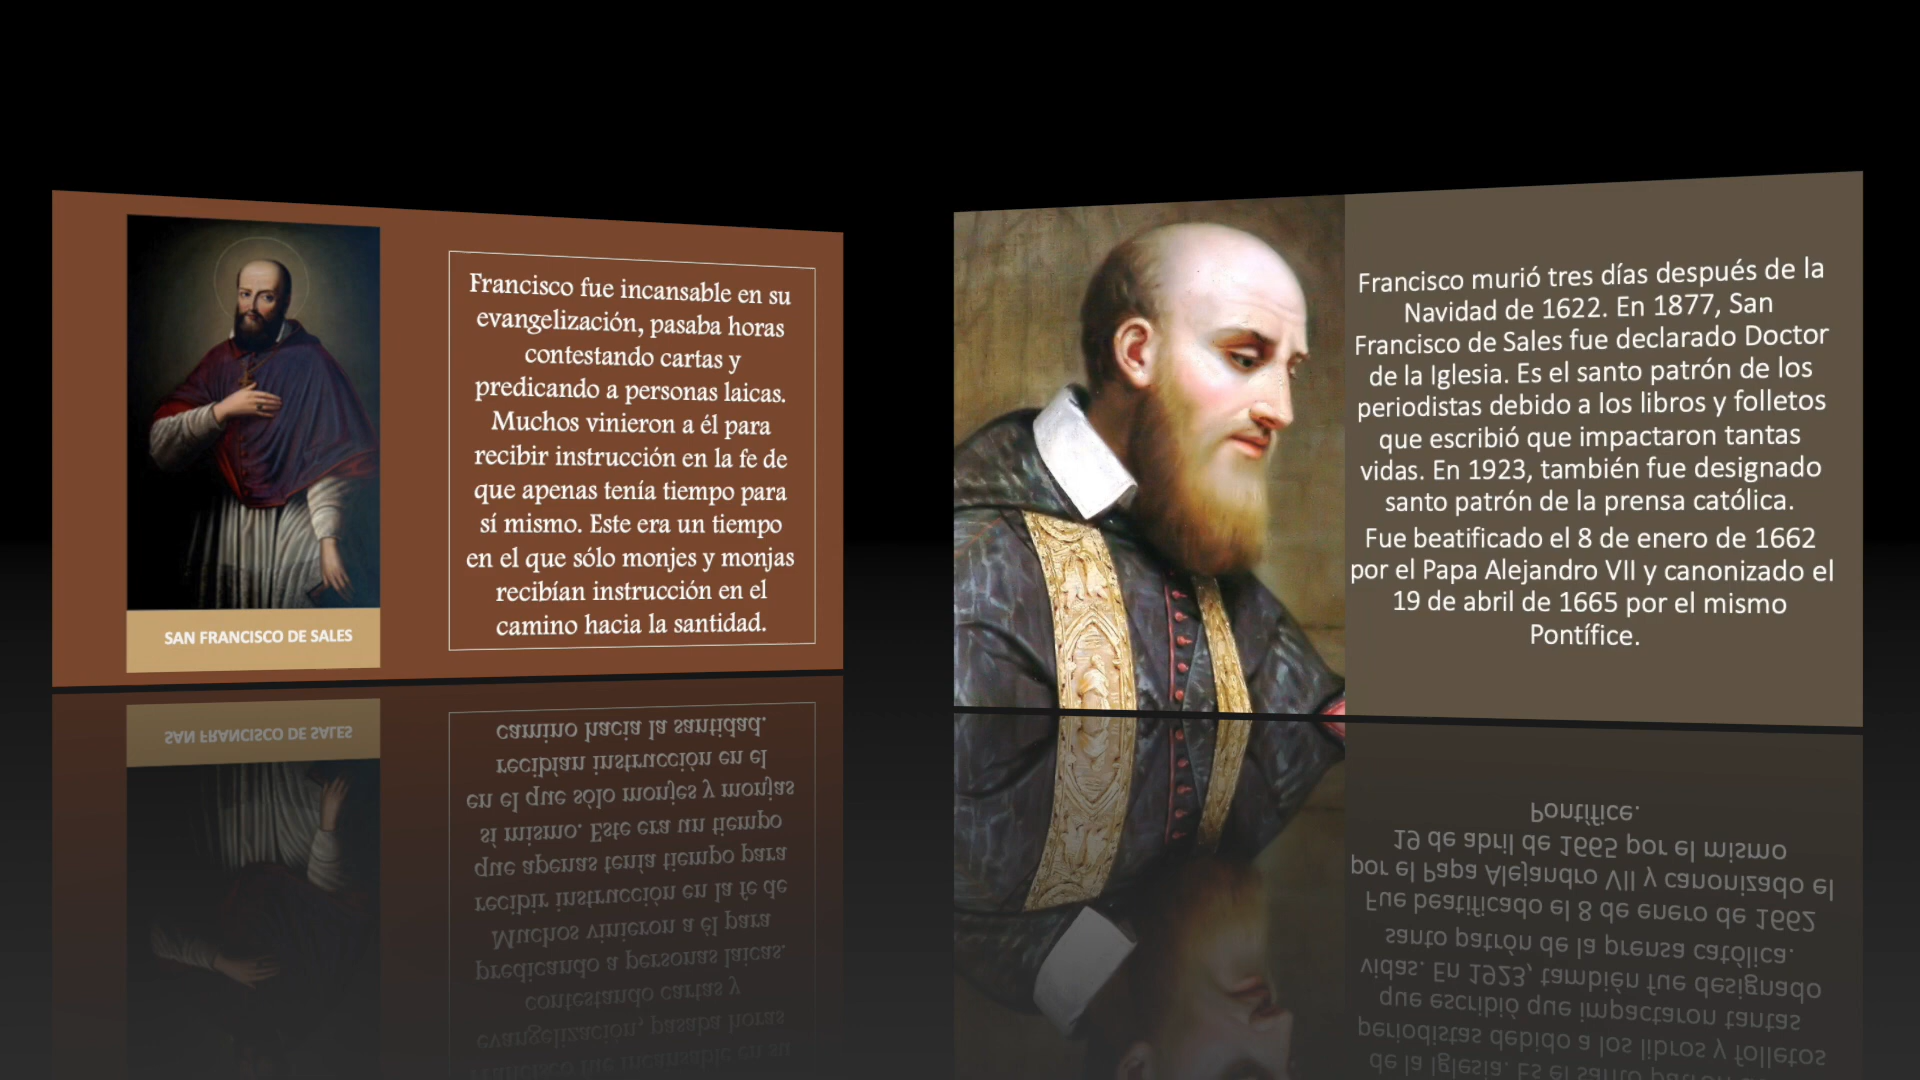 SAN FRANCISCO DE SALES
Francisco fue incansable en su
evangelización, pasaba horas
contestando cartas y
predicando a personas laicas.
Muchos vinieron a él para
recibir instrucción en la fe de
que apenas tenía tiempo para
sí mismo. Este era un tiempo
en el que sólo monjes y monjas
recibían instrucción en el
camino hacia la santidad.
Francisco murió tres días después de la
Navidad de 1622. En 1877, San
Francisco de Sales fue declarado Doctor
de la Iglesia. Es el santo patrón de los
periodistas debido a los libros y folletos
que escribió que impactaron tantas
vidas. En 1923, también fue designado
santo patrón de la prensa católica.
Fue beatificado el 8 de enero de 1662
por el Papa Alejandro VII y canonizado el
19 de abril de 1665 por el mismo
Pontífice.